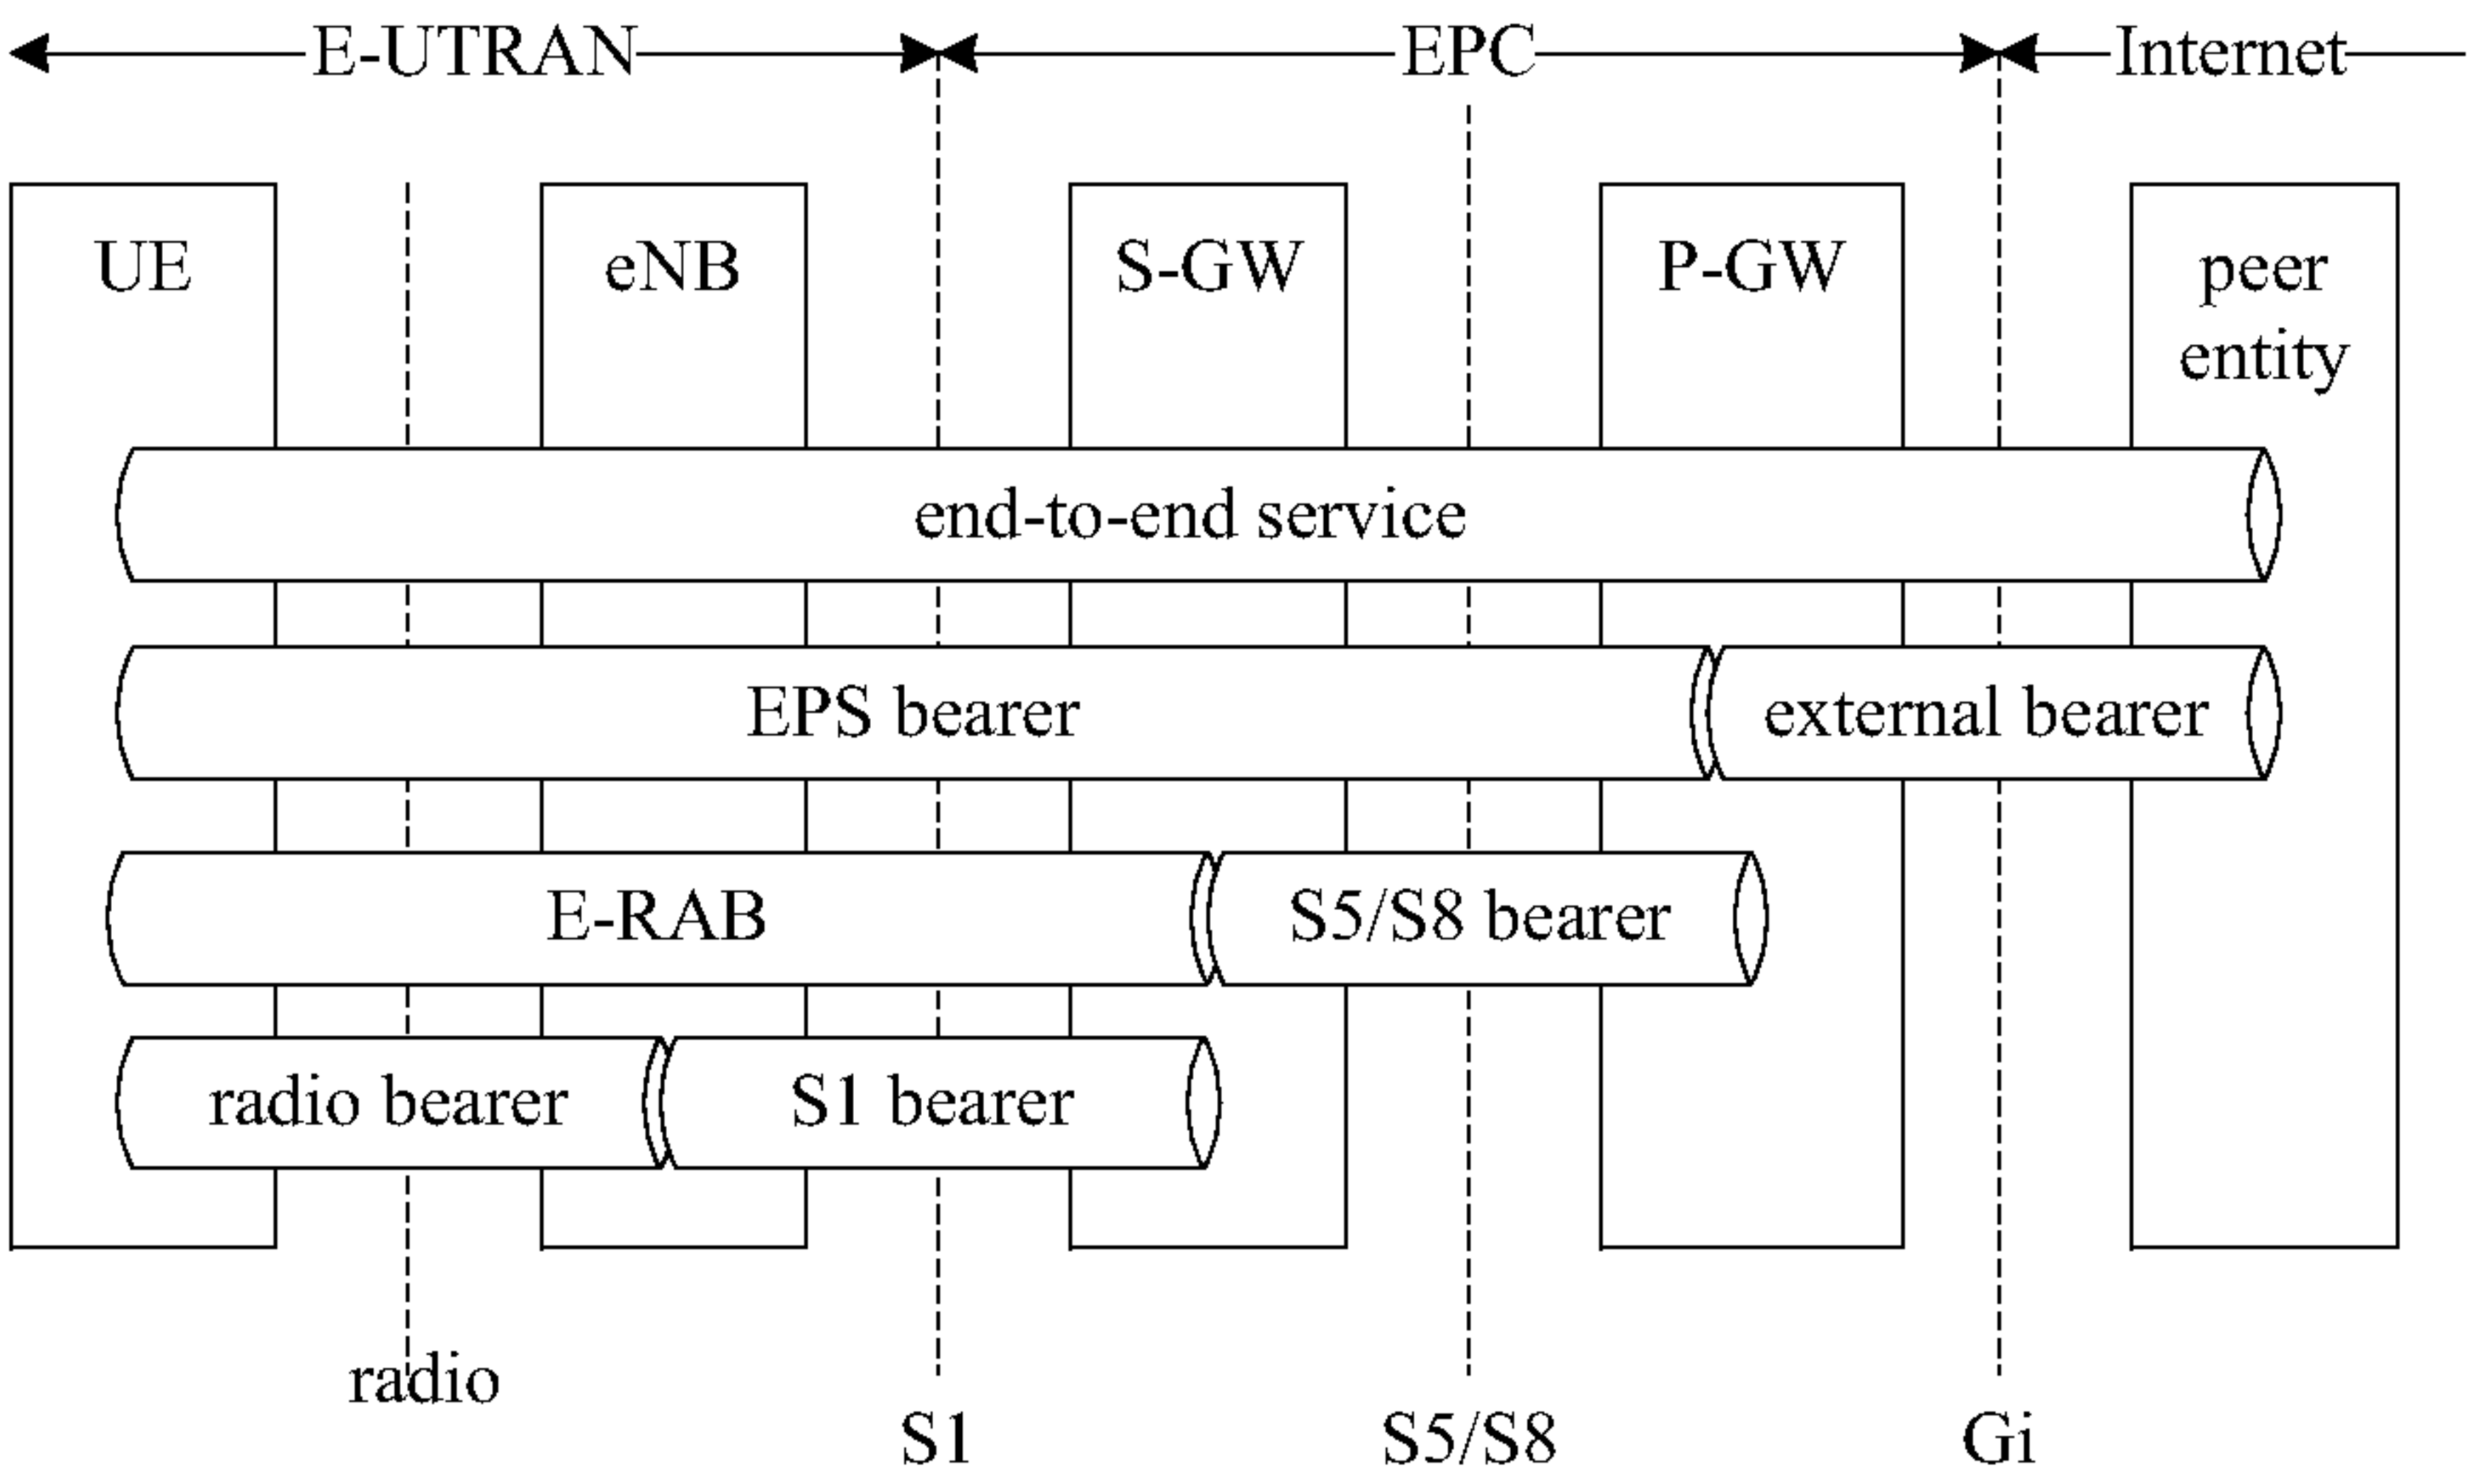 E-UTRAN EPC Internet
UE eNB S-GW P-GW peer
entity
end-to-end service
EPS bearer external bearer
E-RAB S5/S8 bearer
radio bearer S1 bearer
radio
S1 S5/S8 Gi